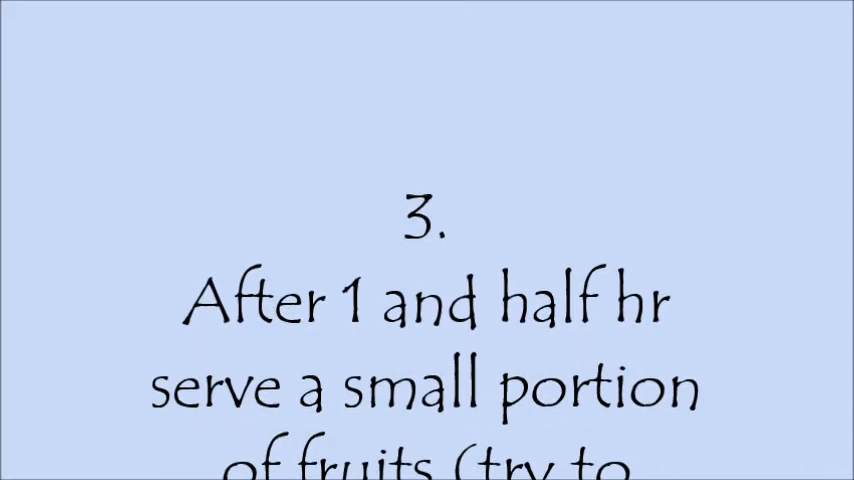 3.
After 1 and half hr
serve a small portion
of fruits (try to